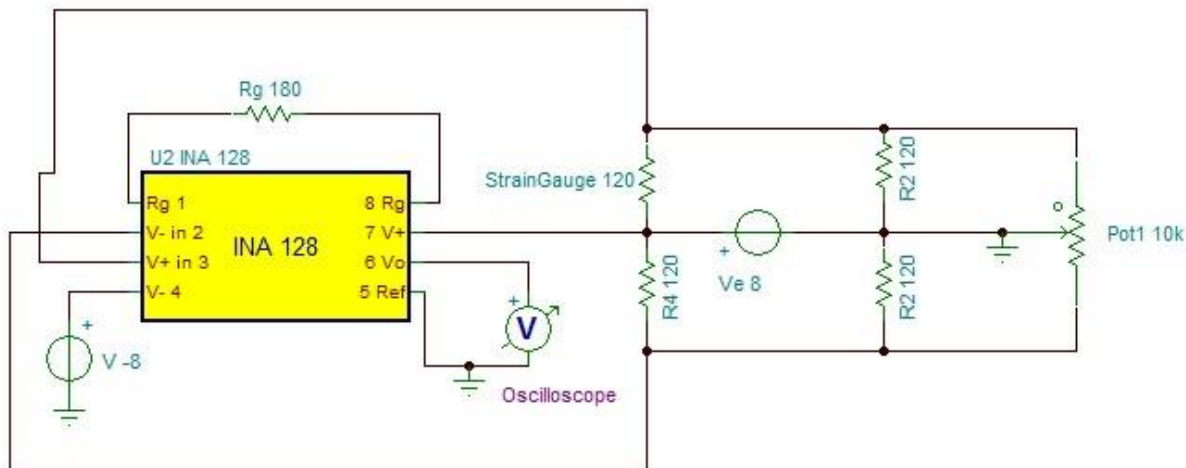 Rg 180
U2 INA 128
Rg 1
8 Rg
V- in 2
7 V+
V+ in 3
6 Vo
V- 4
5 Ref
INA 128
+
V -8
+
V
Oscilloscope
StrainGauge 120
R4 120
+
Ve 8
R2 120
R2 120
Pot1 10k